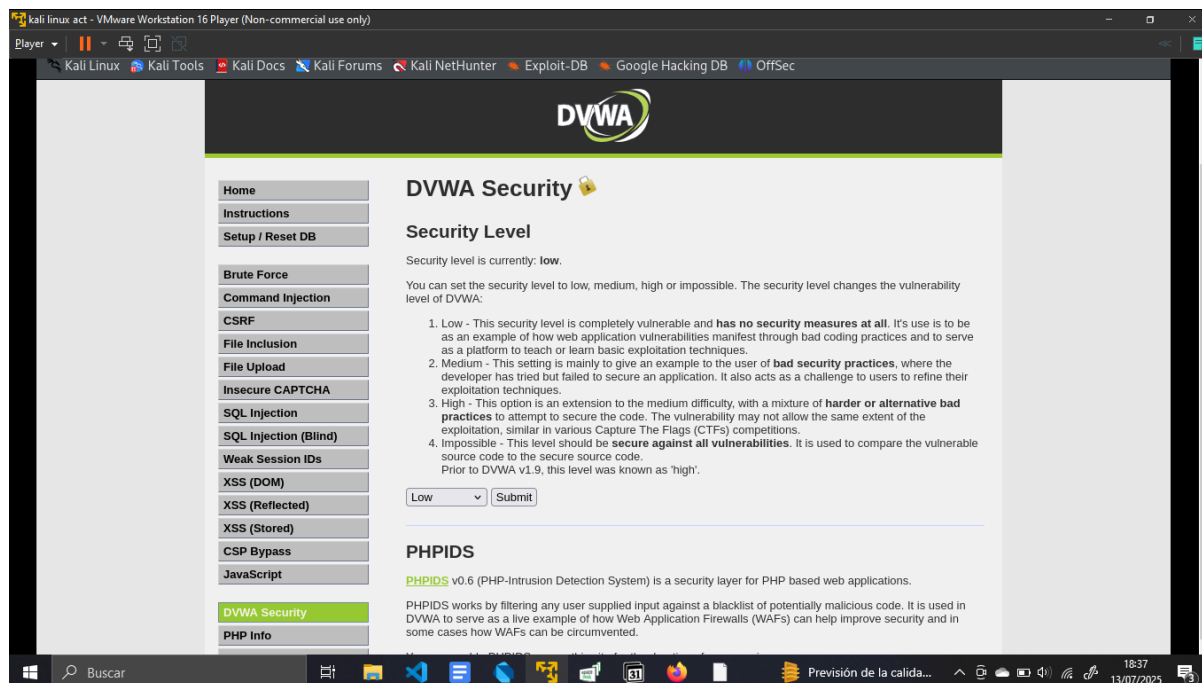 kali linux act - VMware Workstation 16 Player (Non-commercial use only)
Player
Kali Linux Kali Tools Kali Docs Kali Forums Kali NetHunter Exploit-DB Google Hacking DB OffSec
DVWA
Home
Instructions
Setup / Reset DB
Brute Force
Command Injection
CSRF
File Inclusion
File Upload
Insecure CAPTCHA
SQL Injection
SQL Injection (Blind)
Weak Session IDs
XSS (DOM)
XSS (Reflected)
XSS (Stored)
CSP Bypass
JavaScript
DVWA Security
PHP Info
DVWA Security
Security Level
Security level is currently: low.
You can set the security level to low, medium, high or impossible. The security level changes the vulnerability
level of DVWA:
1. Low - This security level is completely vulnerable and has no security measures at all. It's use is to be
as an example of how web application vulnerabilities manifest through bad coding practices and to serve
as a platform to teach or learn basic exploitation techniques.
2. Medium - This setting is mainly to give an example to the user of bad security practices, where the
developer has tried but failed to secure an application. It also acts as a challenge to users to refine their
exploitation techniques.
3. High - This option is an extension to the medium difficulty, with a mixture of harder or alternative bad
practices to attempt to secure the code. The vulnerability may not allow the same extent of the
exploitation, similar in various Capture The Flags (CTFs) competitions.
4. Impossible - This level should be secure against all vulnerabilities. It is used to compare the vulnerable
source code to the secure source code.
Prior to DVWA v1.9, this level was known as 'high'.
Low Submit
PHPIDS
PHPIDS v0.6 (PHP-Intrusion Detection System) is a security layer for PHP based web applications.
PHPIDS works by filtering any user supplied input against a blacklist of potentially malicious code. It is used in
DVWA to serve as a live example of how Web Application Firewalls (WAFs) can help improve security and in
some cases how WAFs can be circumvented.
Buscar
31
Previsión de la calida...
18:37
13/07/2025
3